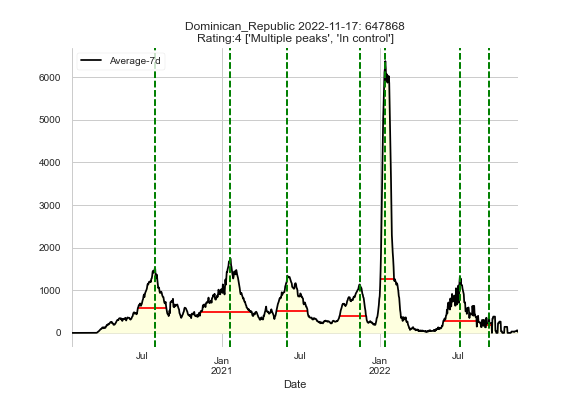 Dominican_Republic 2022-11-17: 647868
Rating:4 ['Multiple peaks', 'In control']
Average-7d
6000
5000
4000
3000
2000
1000
0
Jul
Jan
2021
Jul
Jan
2022
Jul
Date